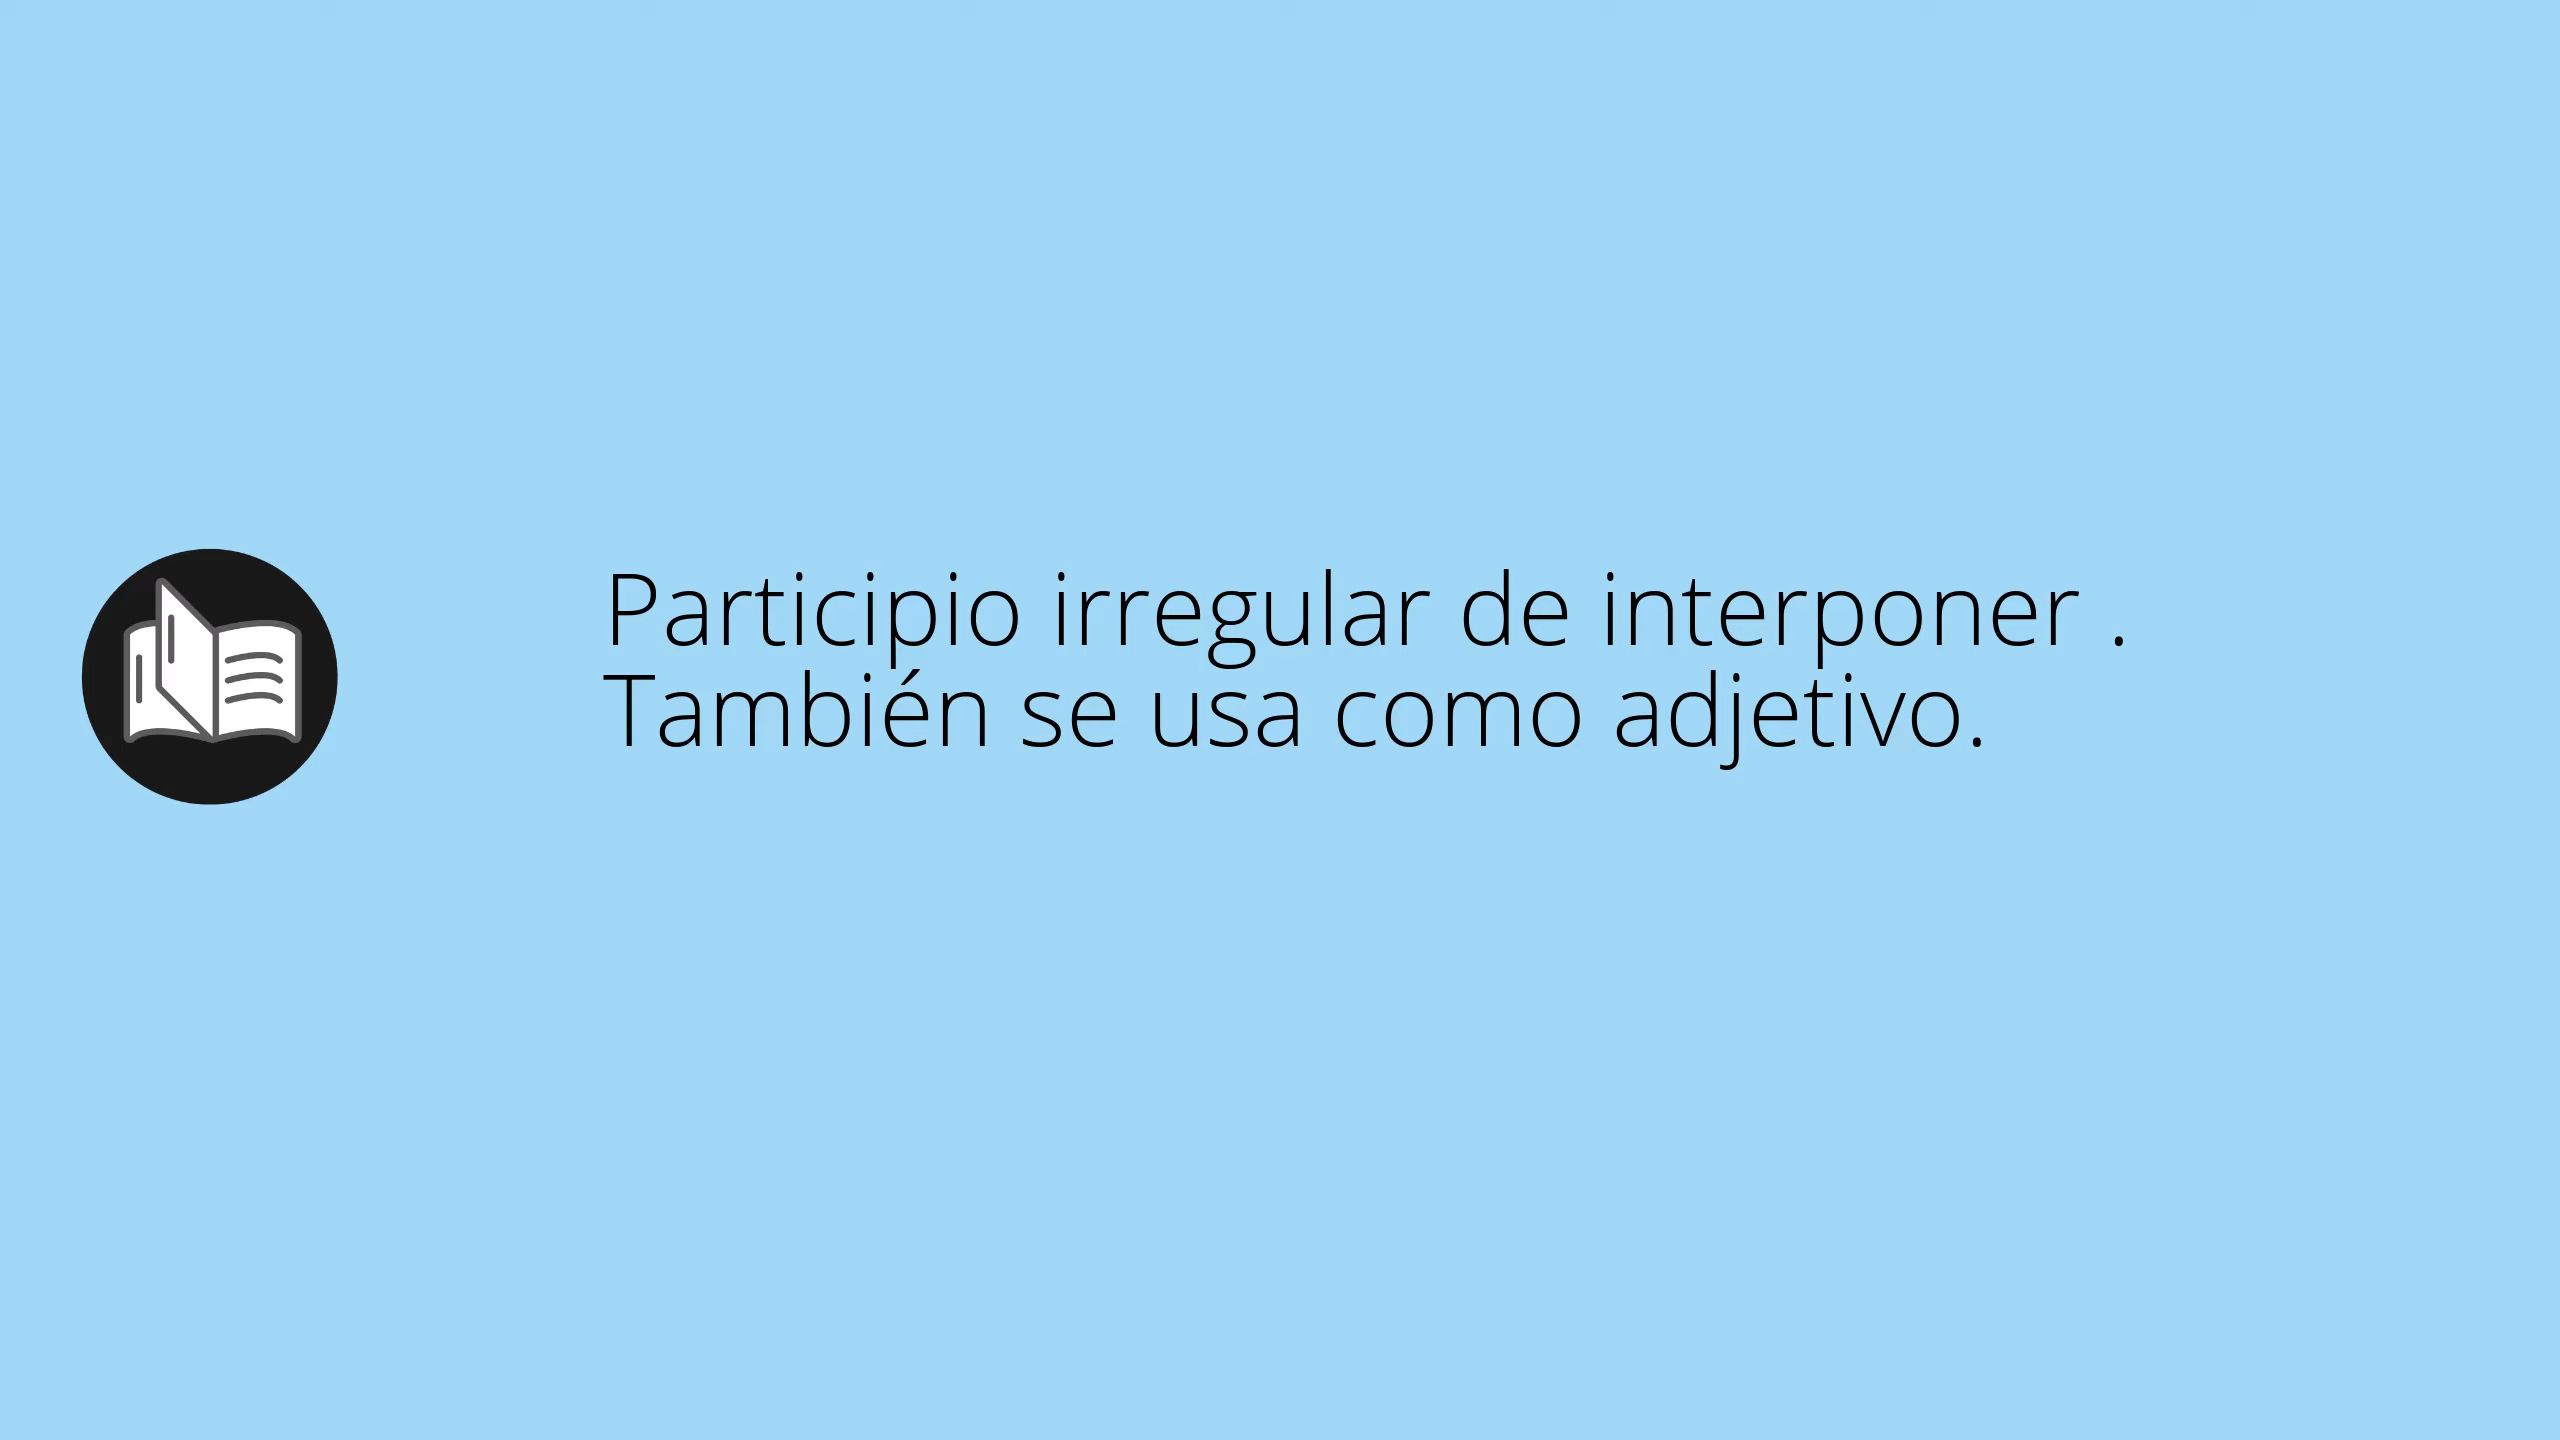 Participio irregular de interponer .
También se usa como adjetivo.